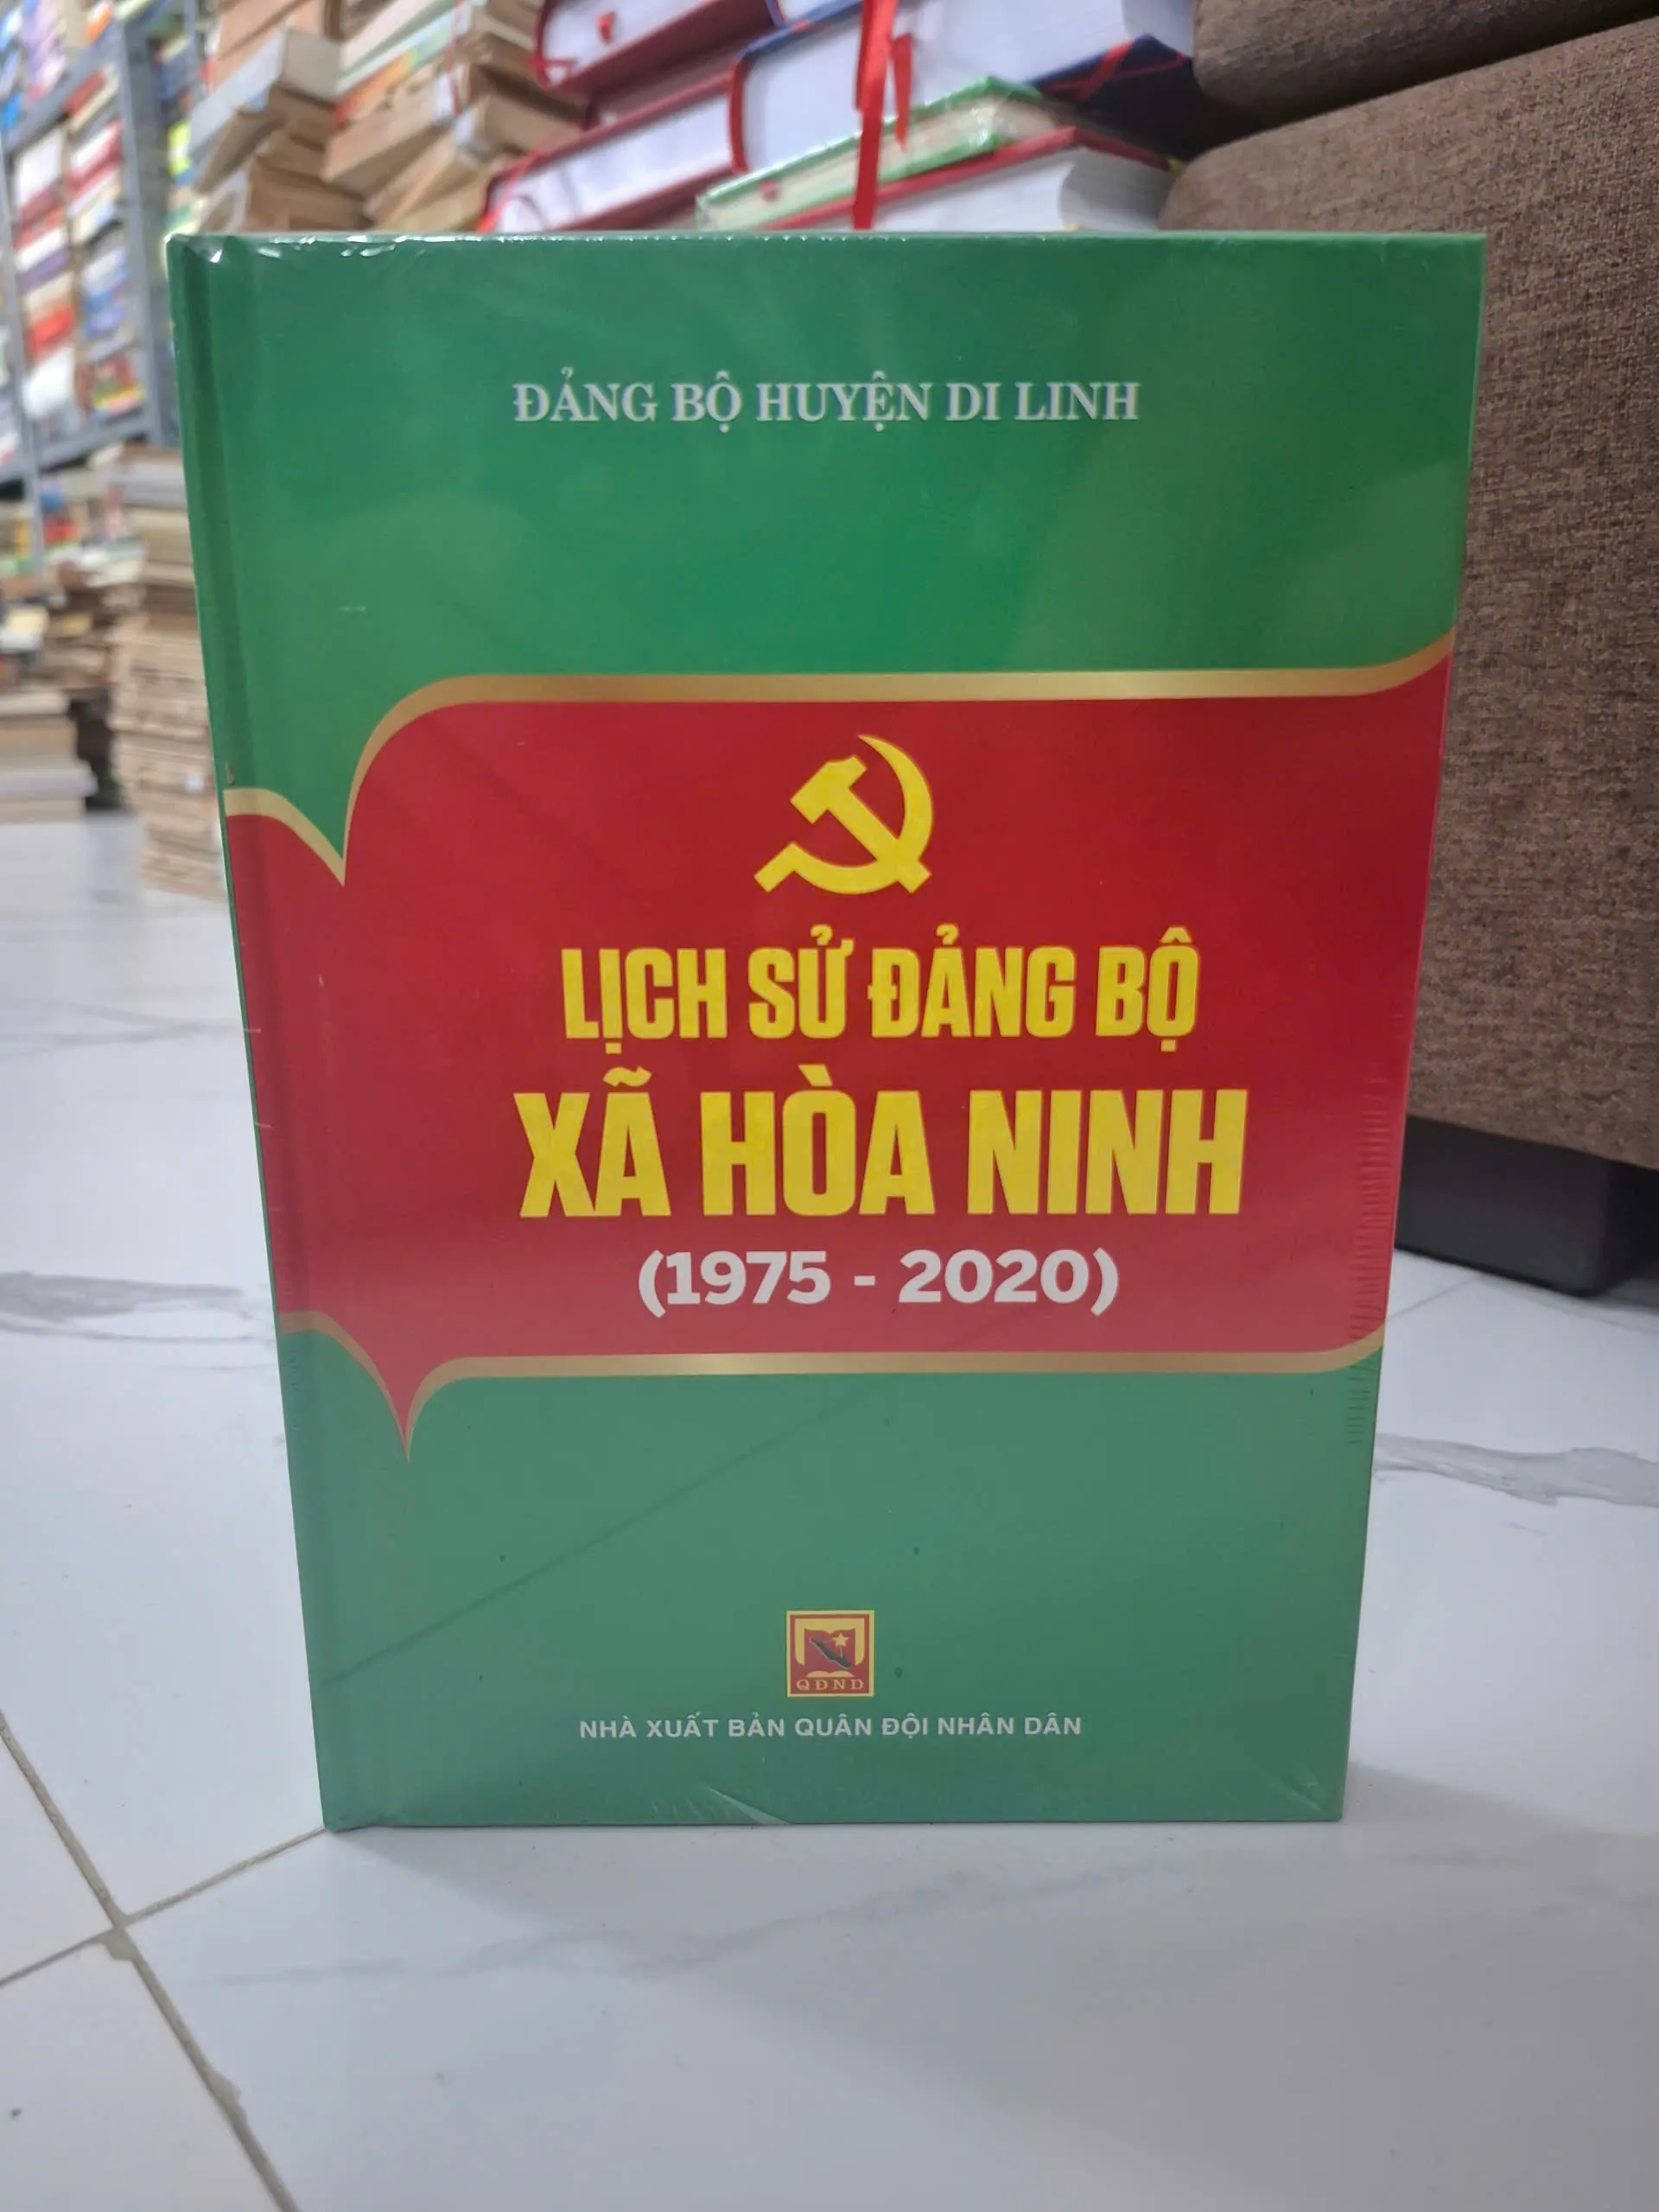 ĐẢNG BỘ HUYỆN DI LINH
LỊCH SỬ ĐẢNG BỘ
XÃ HÒA NINH
(1975 - 2020)
QĐND
NHÀ XUẤT BẢN QUÂN ĐỘI NHÂN DÂN